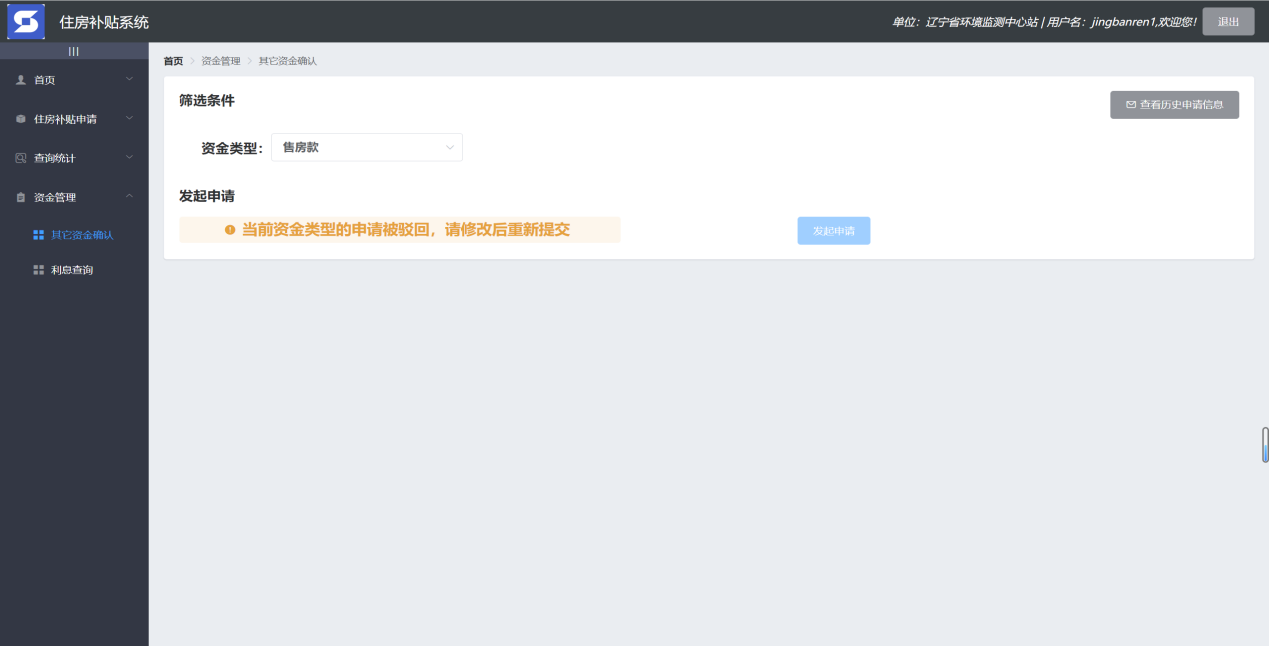 住房补贴系统
单位：辽宁省环境监测中心站 | 用户名：jingbanren1,欢迎您!
退出
首页
住房补贴申请
查询统计
资金管理
其它资金确认
利息查询
首页 > 资金管理 > 其它资金确认
筛选条件
查看历史申请信息
资金类型：
售房款
发起申请
当前资金类型的申请被驳回，请修改后重新提交
发起申请